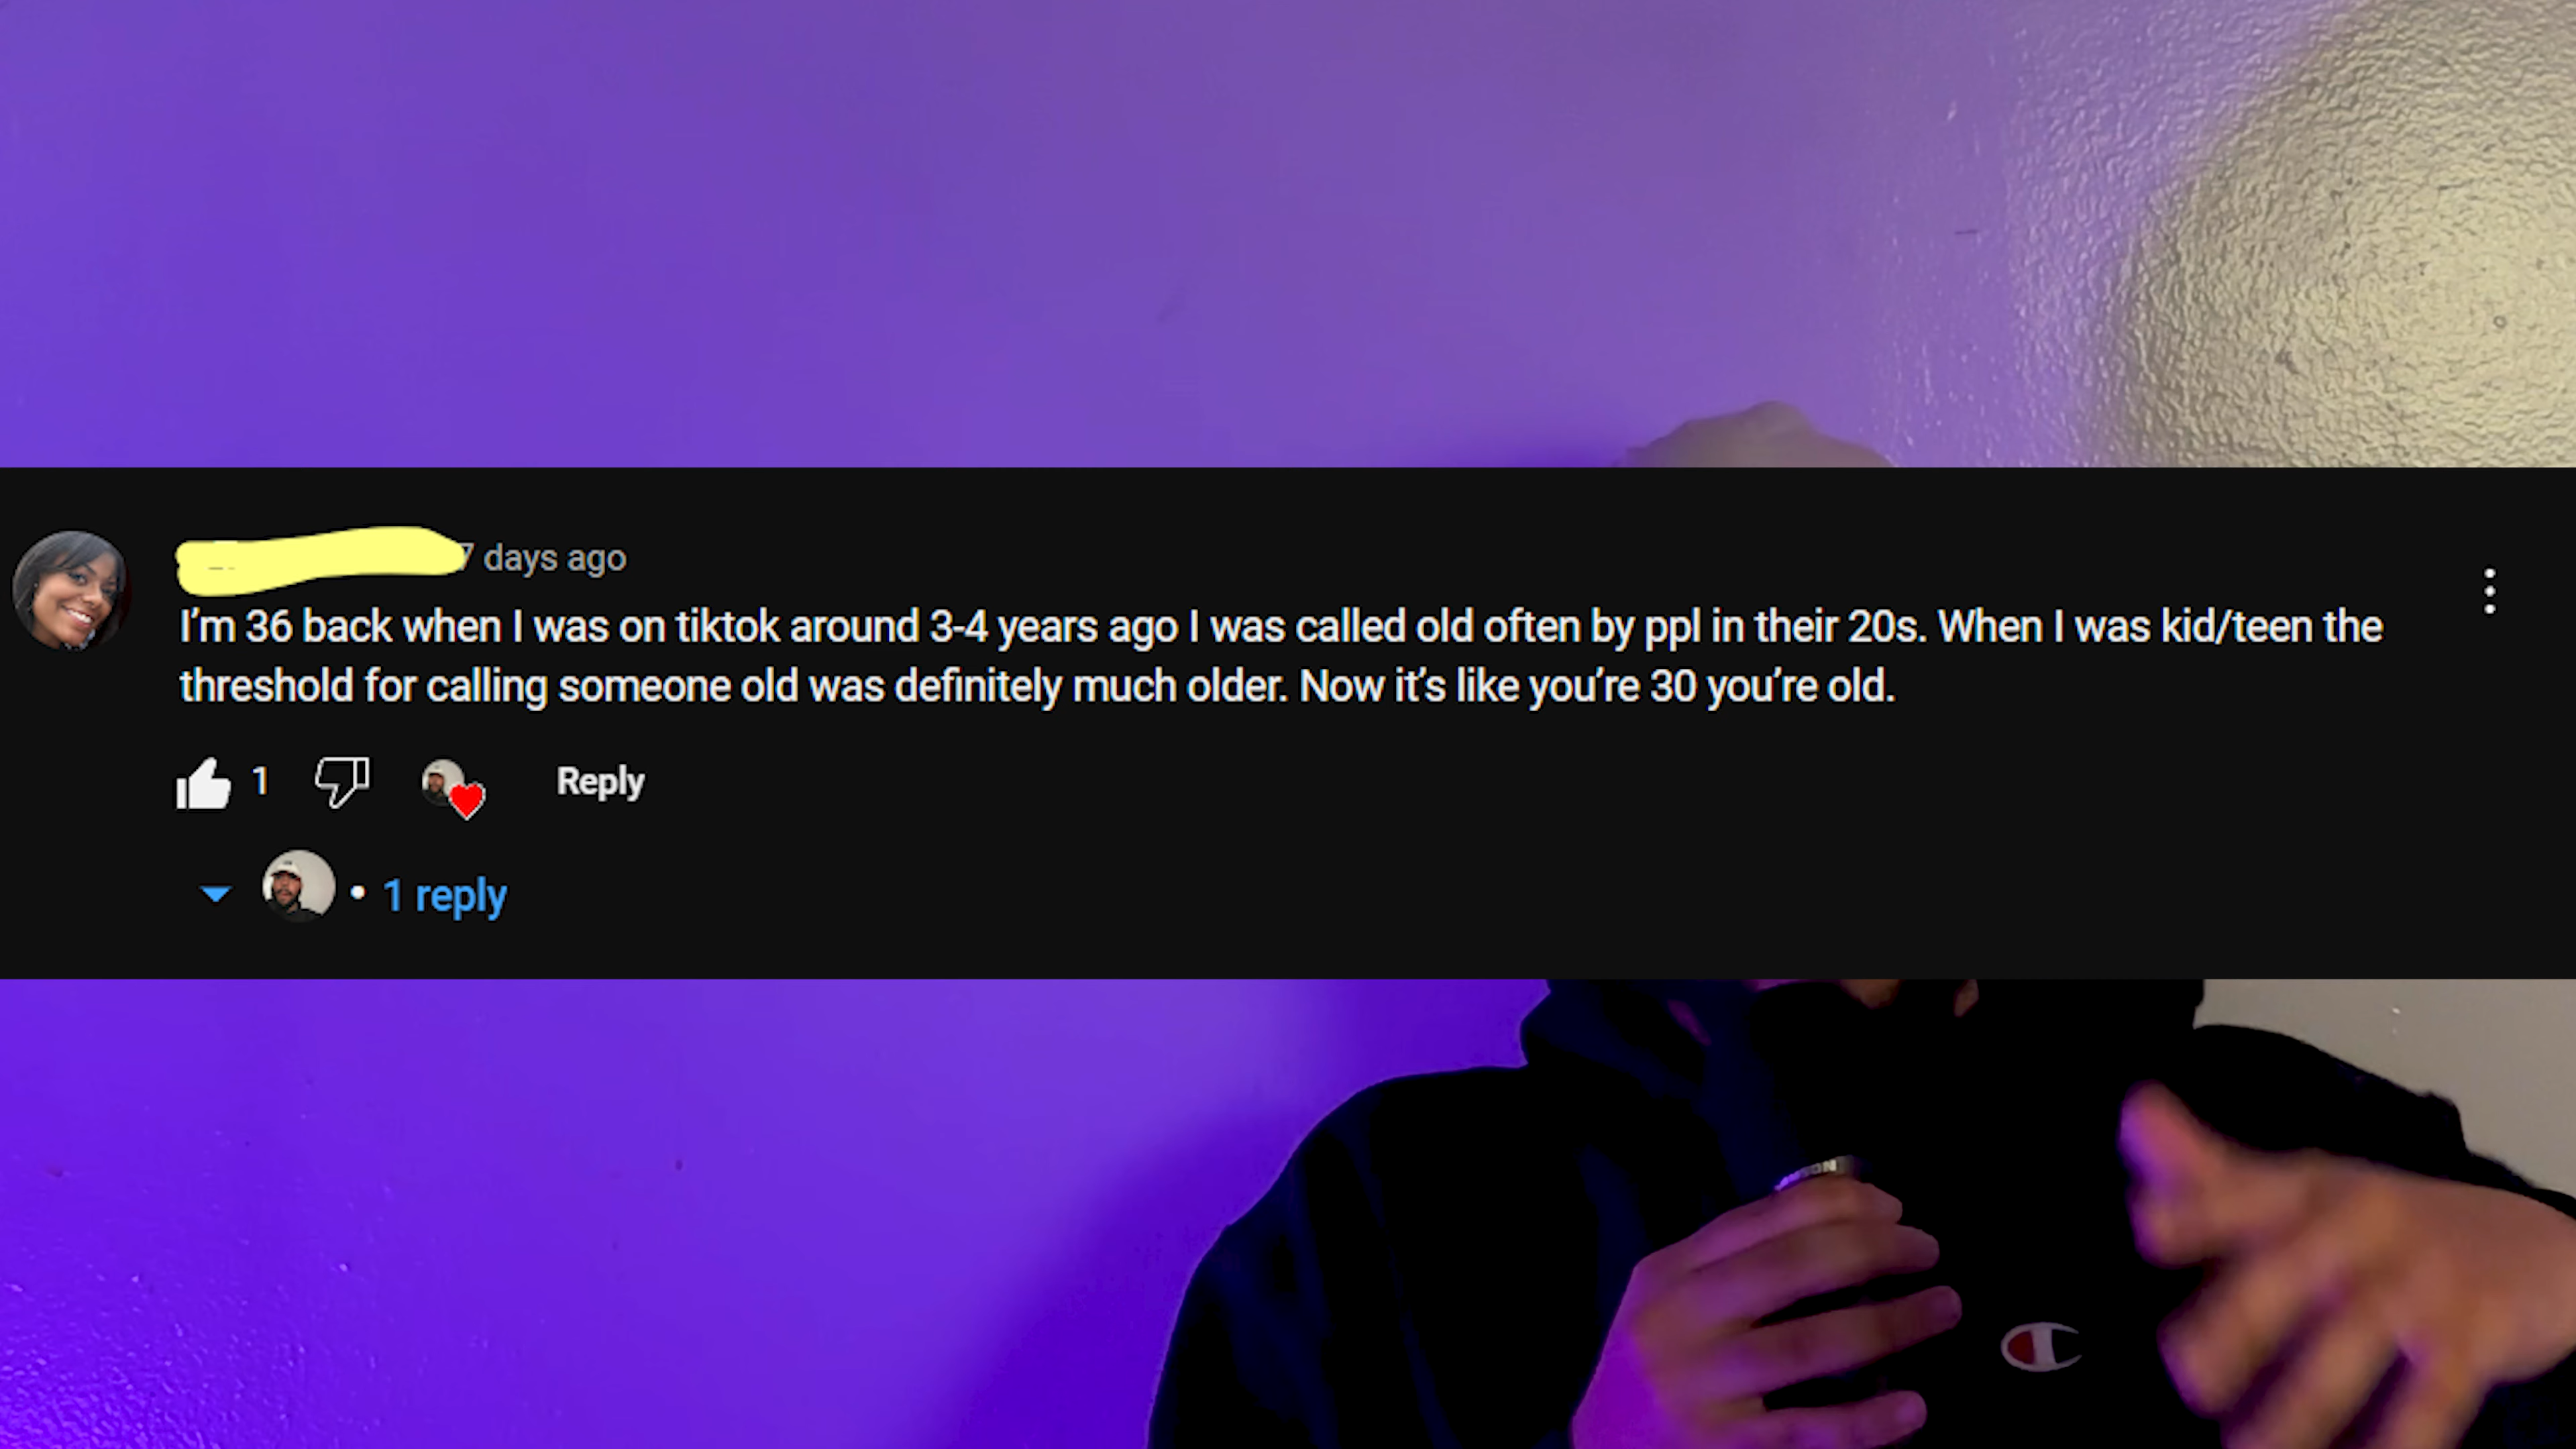 7 days ago
I'm 36 back when I was on tiktok around 3-4 years ago I was called old often by ppl in their 20s. When I was kid/teen the
threshold for calling someone old was definitely much older. Now it's like you're 30 you're old.
1
Reply
• 1 reply